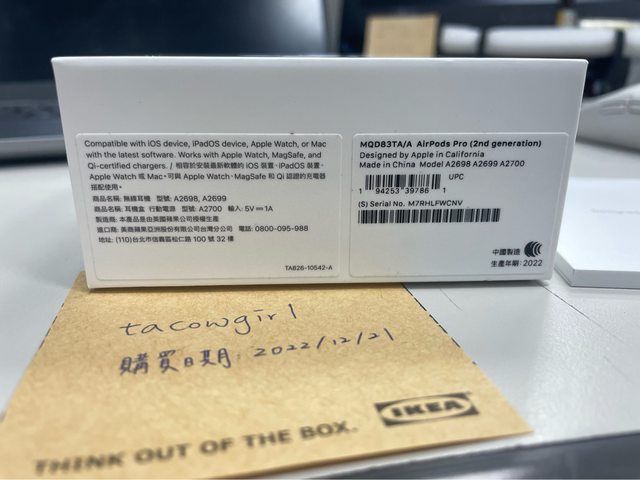 Compatible with iOS device, iPadOS device, Apple Watch, or Mac
with the latest software. Works with Apple Watch, MagSafe, and
Qi-certified chargers. / 相容於安裝最新軟體的 iOS 裝置、iPadOS 裝置、
Apple Watch 或 Mac。可與 Apple Watch、MagSafe 和 Qi 認證的充電器
搭配使用。
商品名稱: 無線耳機 型號: A2698, A2699
商品名稱: 耳機盒 行動電源 型號: A2700 輸入: 5V⎓1A
製造商: 本產品是由美國蘋果公司授權生產
進口商: 美商蘋果亞洲股份有限公司台灣分公司 電話: 0800-095-988
地址: (110)台北市信義區松仁路 100 號 32 樓
TA826-10542-A
MQD83TA/A AirPods Pro (2nd generation)
Designed by Apple in California
Made in China Model A2698 A2699 A2700
UPC
1 94253 39786 1
(S) Serial No. M7RHLFWCNV
中國製造
生產年期: 2022
tacowgirl
購買日期: 2022/12/21
IKEA
THINK OUT OF THE BOX.